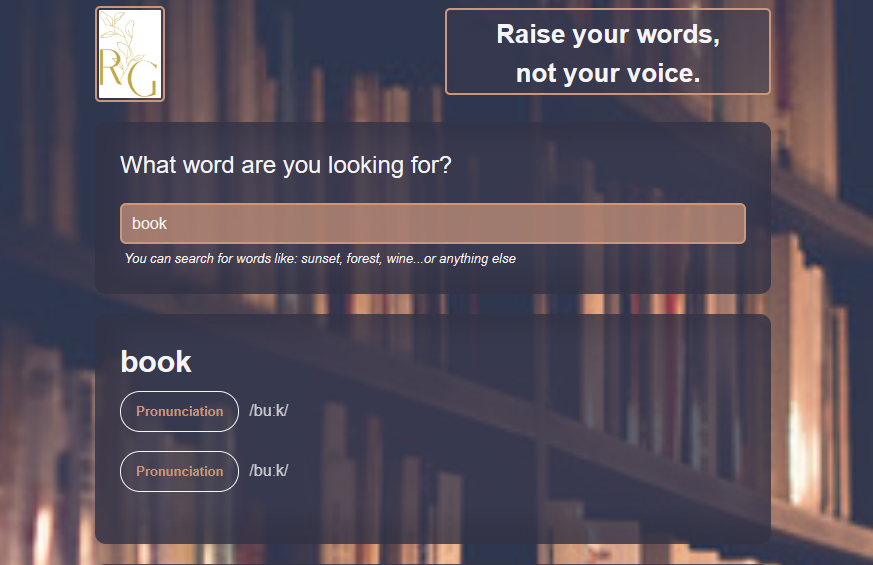 RG
Raise your words,
not your voice.
What word are you looking for?
book
You can search for words like: sunset, forest, wine...or anything else
book
Pronunciation /buːk/
Pronunciation /buːk/